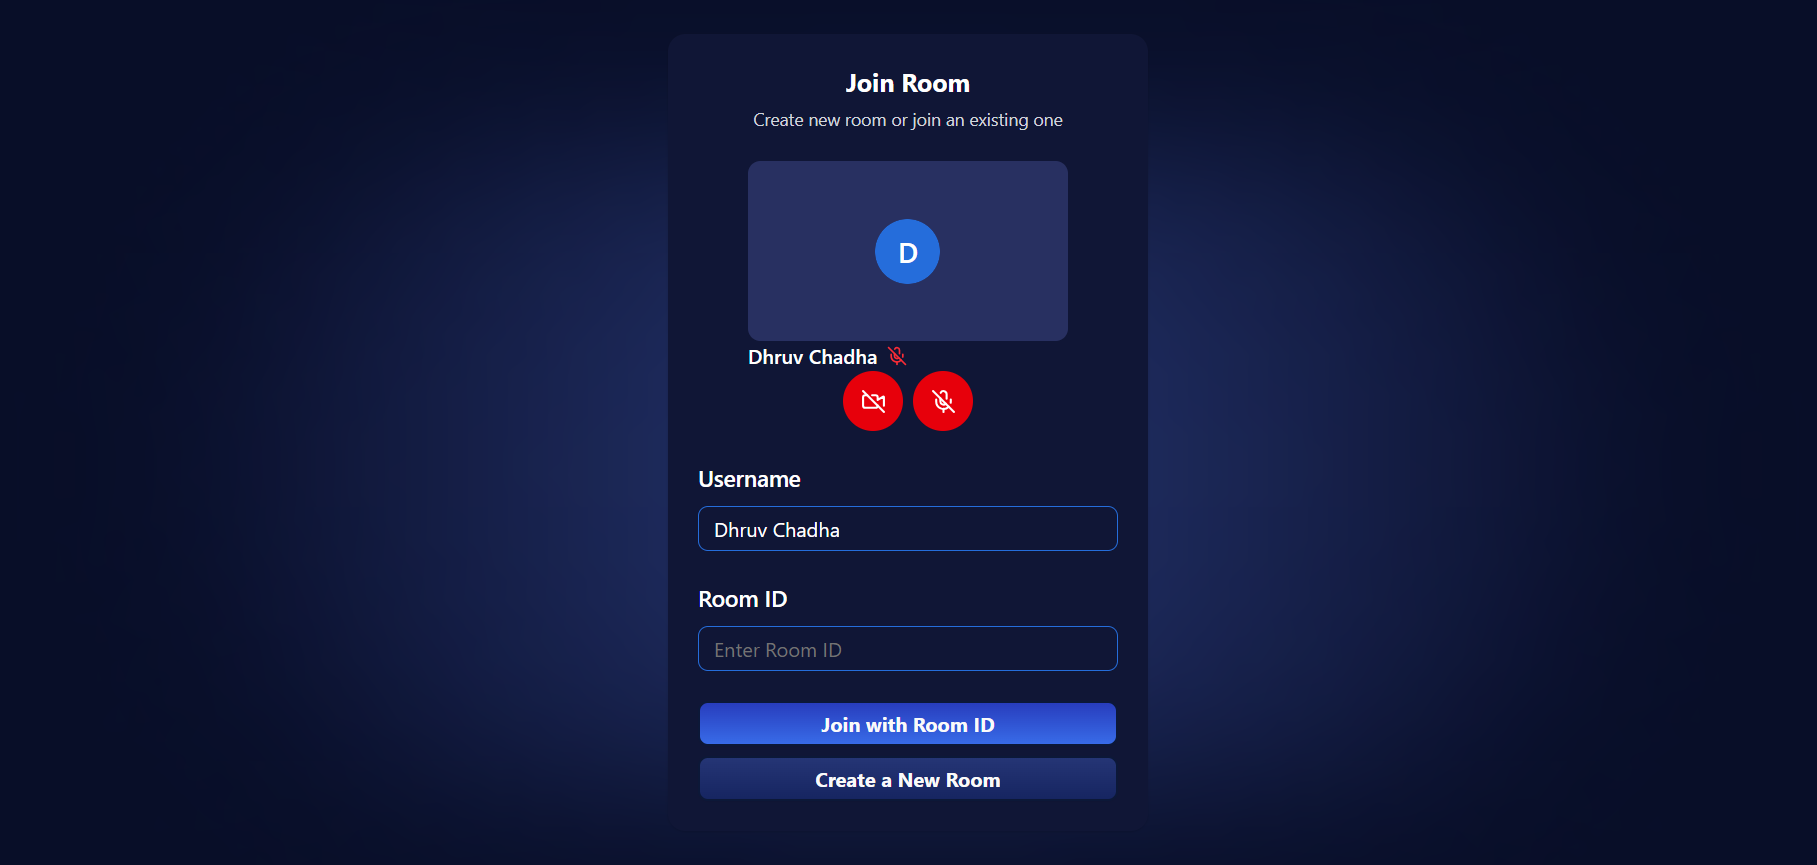 Join Room
Create new room or join an existing one
D
Dhruv Chadha
Username
Dhruv Chadha
Room ID
Enter Room ID
Join with Room ID
Create a New Room